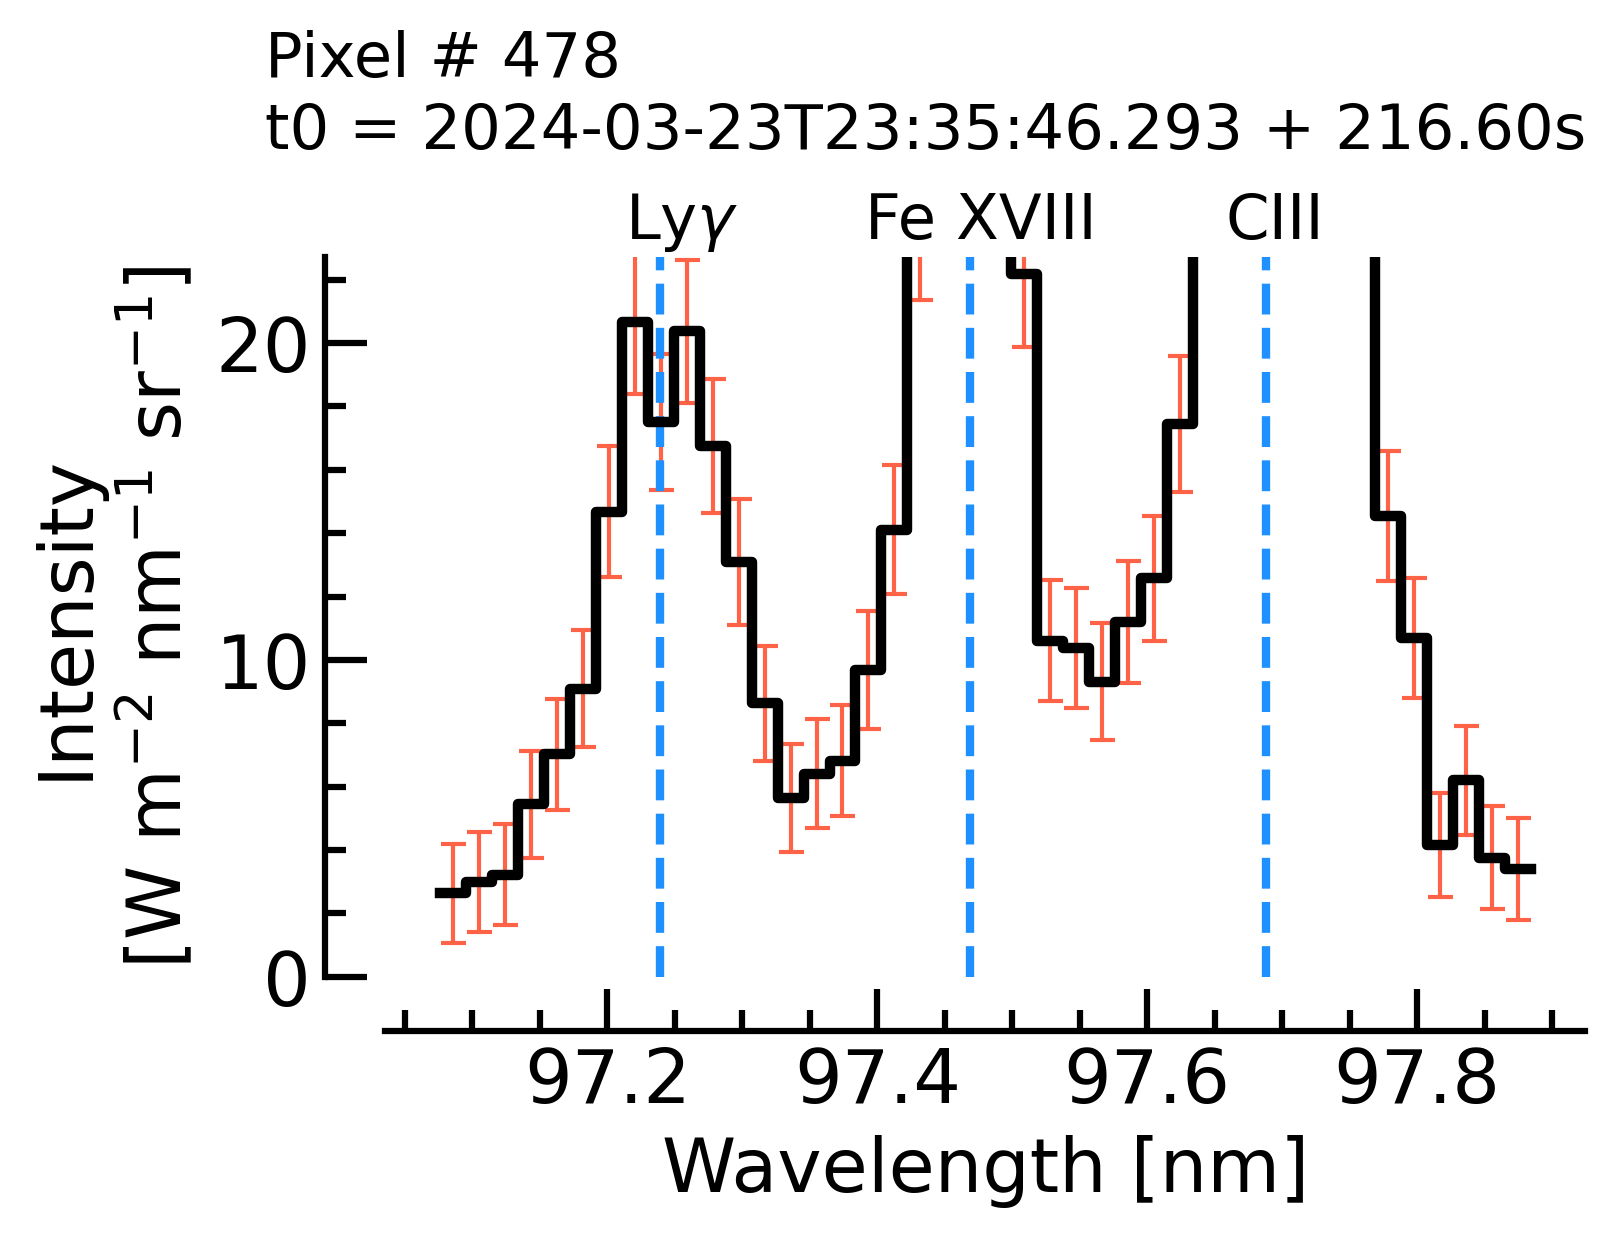 Pixel # 478
t0 = 2024-03-23T23:35:46.293 + 216.60s
Lyγ Fe XVIII CIII
Intensity
[W m⁻² nm⁻¹ sr⁻¹]
20
10
0
97.2 97.4 97.6 97.8
Wavelength [nm]